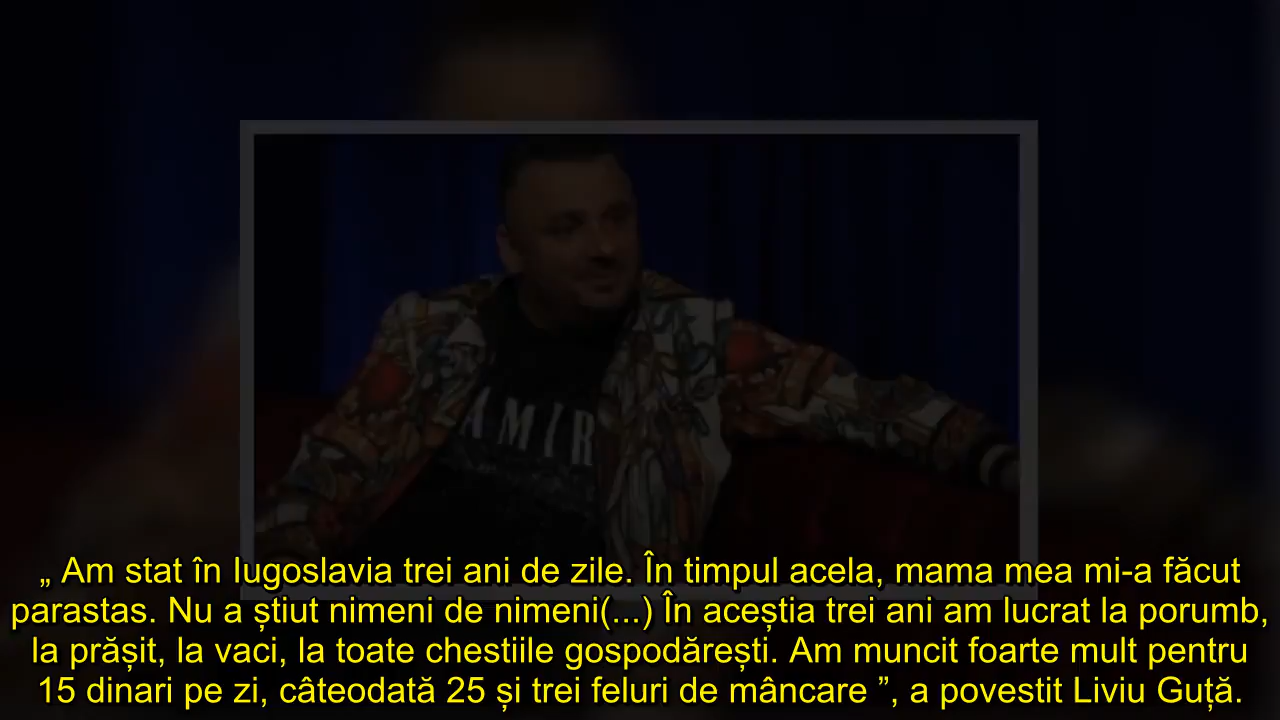 AMIR
„ Am stat în Iugoslavia trei ani de zile. În timpul acela, mama mea mi-a făcut
parastas. Nu a știut nimeni de nimeni(...) În aceștia trei ani am lucrat la porumb,
la prășit, la vaci, la toate chestiile gospodărești. Am muncit foarte mult pentru
15 dinari pe zi, câteodată 25 și trei feluri de mâncare ”, a povestit Liviu Guță.